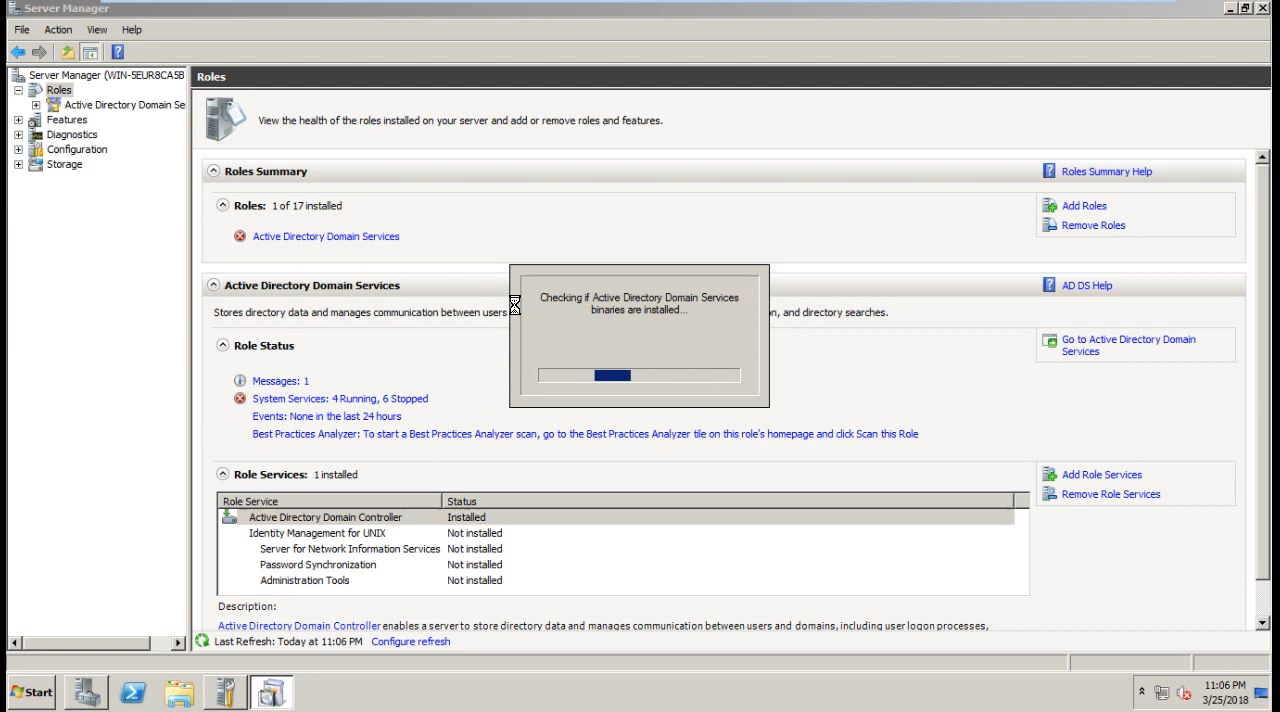 Server Manager
File Action View Help
Server Manager (WIN-5EUR8CA5B
Roles
Active Directory Domain Se
Features
Diagnostics
Configuration
Storage
Roles
View the health of the roles installed on your server and add or remove roles and features.
Roles Summary
Roles Summary Help
Roles: 1 of 17 installed
Add Roles
Remove Roles
Active Directory Domain Services
Active Directory Domain Services
AD DS Help
Stores directory data and manages communication between users
n, and directory searches.
Checking if Active Directory Domain Services
binaries are installed...
Role Status
Go to Active Directory Domain
Services
Messages: 1
System Services: 4 Running, 6 Stopped
Events: None in the last 24 hours
Best Practices Analyzer: To start a Best Practices Analyzer scan, go to the Best Practices Analyzer tile on this role's homepage and click Scan this Role
Role Services: 1 installed
Add Role Services
Remove Role Services
Role Service Status
Active Directory Domain Controller Installed
Identity Management for UNIX Not installed
Server for Network Information Services Not installed
Password Synchronization Not installed
Administration Tools Not installed
Description:
Active Directory Domain Controller enables a server to store directory data and manages communication between users and domains, including user logon processes,
Last Refresh: Today at 11:06 PM Configure refresh
Start
11:06 PM
3/25/2018